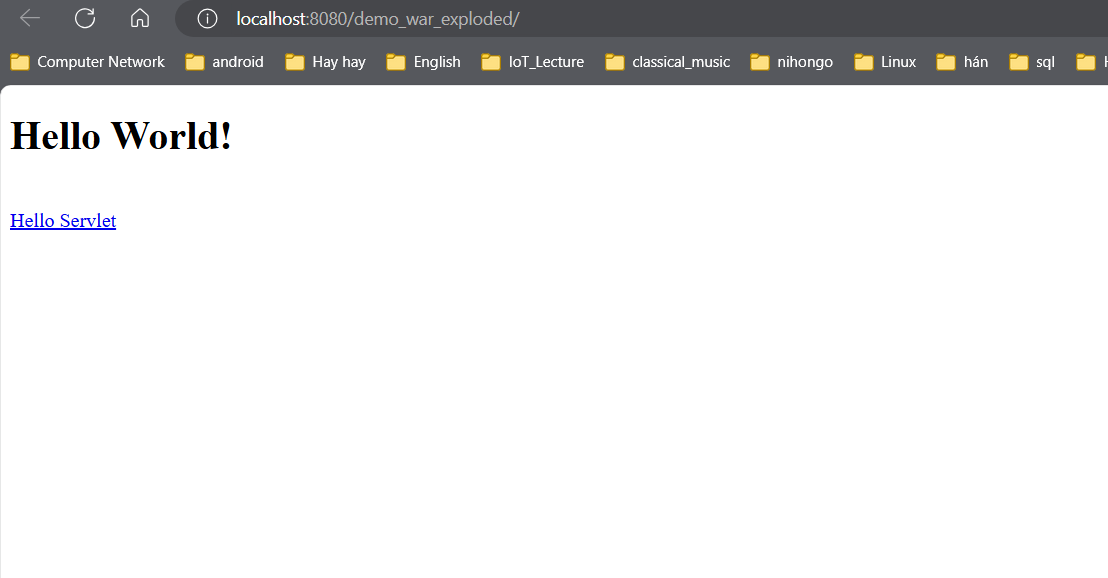 localhost:8080/demo_war_exploded/
Computer Network android Hay hay English IoT_Lecture classical_music nihongo Linux hán sql
Hello World!
Hello Servlet